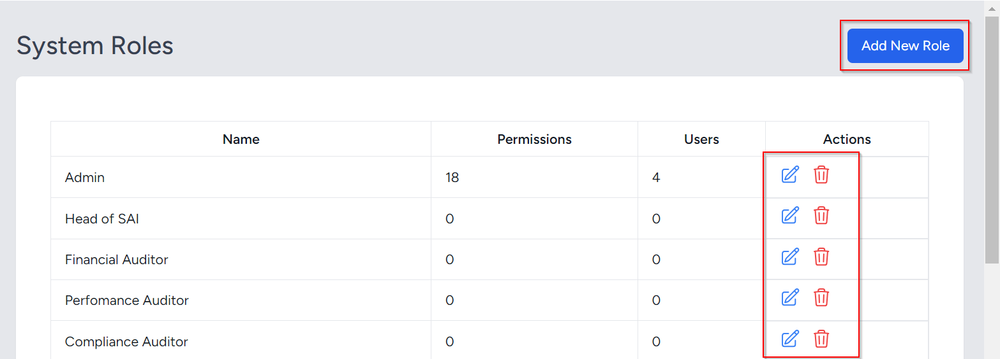 System Roles
Add New Role
Name Permissions Users Actions
Admin 18 4
Head of SAI 0 0
Financial Auditor 0 0
Perfomance Auditor 0 0
Compliance Auditor 0 0